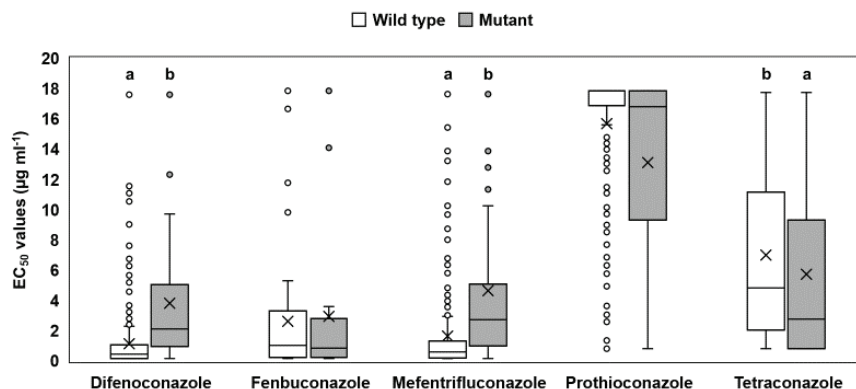 Wild type Mutant
EC50 values (µg ml-1)
20
18
16
14
12
10
8
6
4
2
0
a b a b b a
Difenoconazole Fenbuconazole Mefentrifluconazole Prothioconazole Tetraconazole